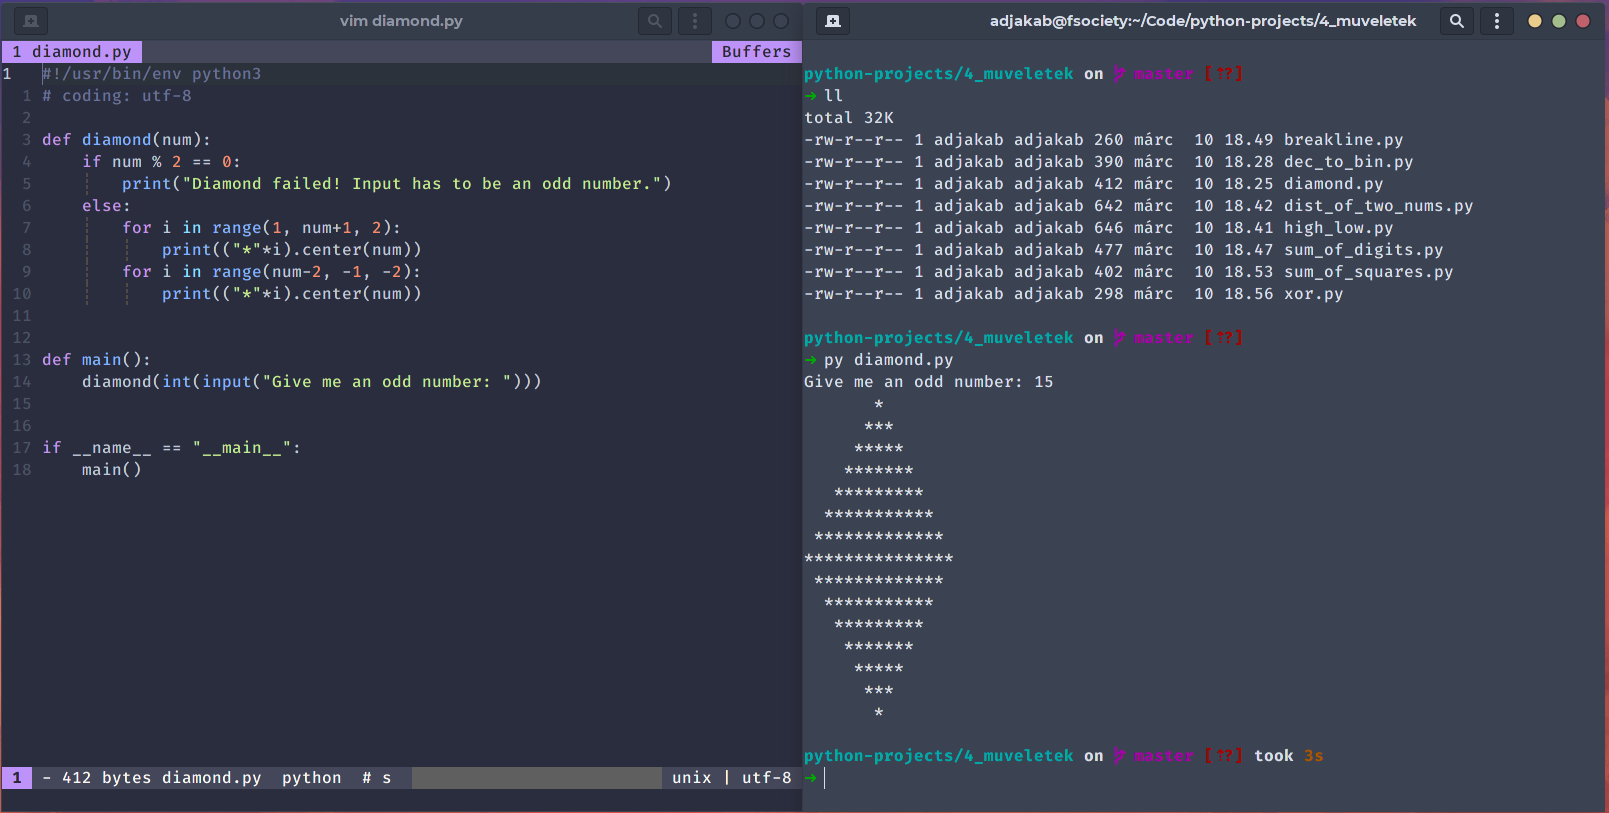 vim diamond.py
1 diamond.py Buffers
1 #!/usr/bin/env python3
1 # coding: utf-8
2
3 def diamond(num):
4     if num % 2 == 0:
5         print("Diamond failed! Input has to be an odd number.")
6     else:
7         for i in range(1, num+1, 2):
8             print(("*"*i).center(num))
9         for i in range(num-2, -1, -2):
10             print(("*"*i).center(num))
11
12
13 def main():
14     diamond(int(input("Give me an odd number: ")))
15
16
17 if __name__ == "__main__":
18     main()
1 - 412 bytes diamond.py  python  # s unix | utf-8
adjakab@fsociety:~/Code/python-projects/4_muveletek
python-projects/4_muveletek on master [⇡?]
→ ll
total 32K
-rw-r--r-- 1 adjakab adjakab 260 márc  10 18.49 breakline.py
-rw-r--r-- 1 adjakab adjakab 390 márc  10 18.28 dec_to_bin.py
-rw-r--r-- 1 adjakab adjakab 412 márc  10 18.25 diamond.py
-rw-r--r-- 1 adjakab adjakab 642 márc  10 18.42 dist_of_two_nums.py
-rw-r--r-- 1 adjakab adjakab 646 márc  10 18.41 high_low.py
-rw-r--r-- 1 adjakab adjakab 477 márc  10 18.47 sum_of_digits.py
-rw-r--r-- 1 adjakab adjakab 402 márc  10 18.53 sum_of_squares.py
-rw-r--r-- 1 adjakab adjakab 298 márc  10 18.56 xor.py
python-projects/4_muveletek on master [⇡?]
→ py diamond.py
Give me an odd number: 15
       *
      ***
     *****
    *******
   *********
  ***********
 *************
***************
 *************
  ***********
   *********
    *******
     *****
      ***
       *
python-projects/4_muveletek on master [⇡?] took 3s
→